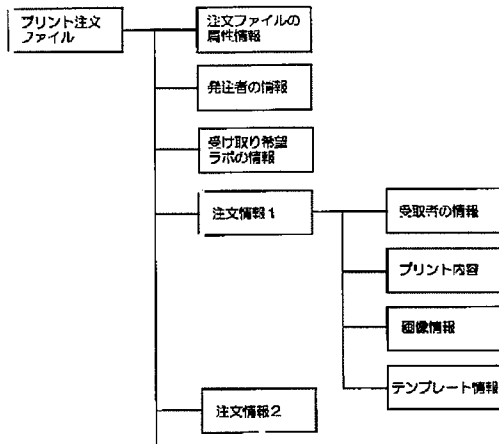 プリント注文
ファイル
注文ファイルの
属性情報
発注者の情報
受け取り希望
ラボの情報
注文情報1
受取者の情報
プリント内容
画像情報
テンプレート情報
注文情報2